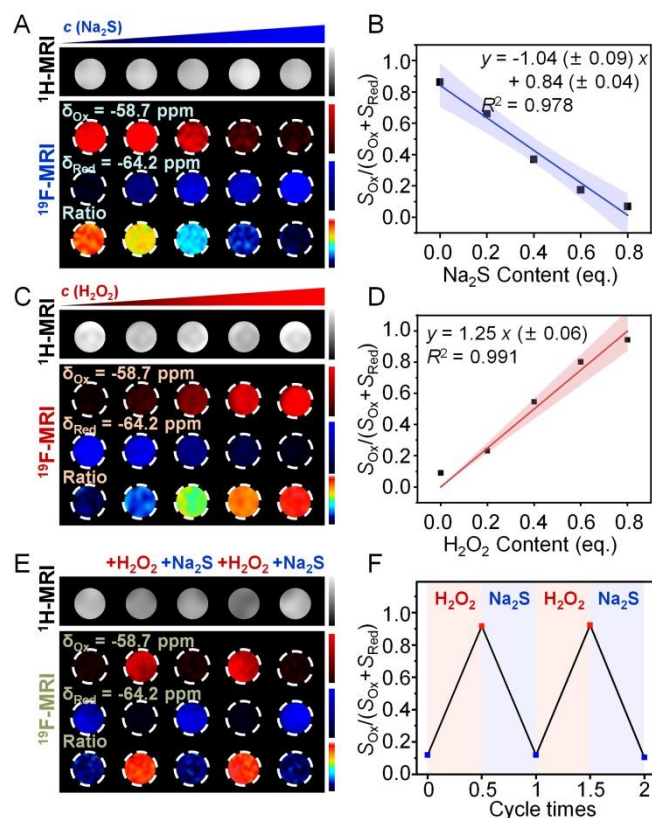 A
c (Na₂S)
¹H-MRI
¹⁹F-MRI
δOx = -58.7 ppm
δRed = -64.2 ppm
Ratio
B
y = -1.04 (± 0.09) x
+ 0.84 (± 0.04)
R² = 0.978
SOx/(SOx+SRed)
1.0
0.8
0.6
0.4
0.2
0.0
0.0 0.2 0.4 0.6 0.8
Na₂S Content (eq.)
C
c (H₂O₂)
¹H-MRI
¹⁹F-MRI
δOx = -58.7 ppm
δRed = -64.2 ppm
Ratio
D
y = 1.25 x (± 0.06)
R² = 0.991
SOx/(SOx+SRed)
1.0
0.8
0.6
0.4
0.2
0.0
0.0 0.2 0.4 0.6 0.8
H₂O₂ Content (eq.)
E
+H₂O₂ +Na₂S +H₂O₂ +Na₂S
¹H-MRI
¹⁹F-MRI
δOx = -58.7 ppm
δRed = -64.2 ppm
Ratio
F
H₂O₂ Na₂S H₂O₂ Na₂S
SOx/(SOx+SRed)
1.0
0.8
0.6
0.4
0.2
0.0
0 0.5 1 1.5 2
Cycle times